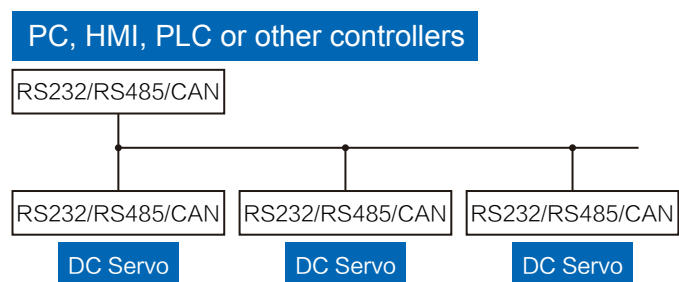 PC, HMI, PLC or other controllers
RS232/RS485/CAN
RS232/RS485/CAN RS232/RS485/CAN RS232/RS485/CAN
DC Servo DC Servo DC Servo